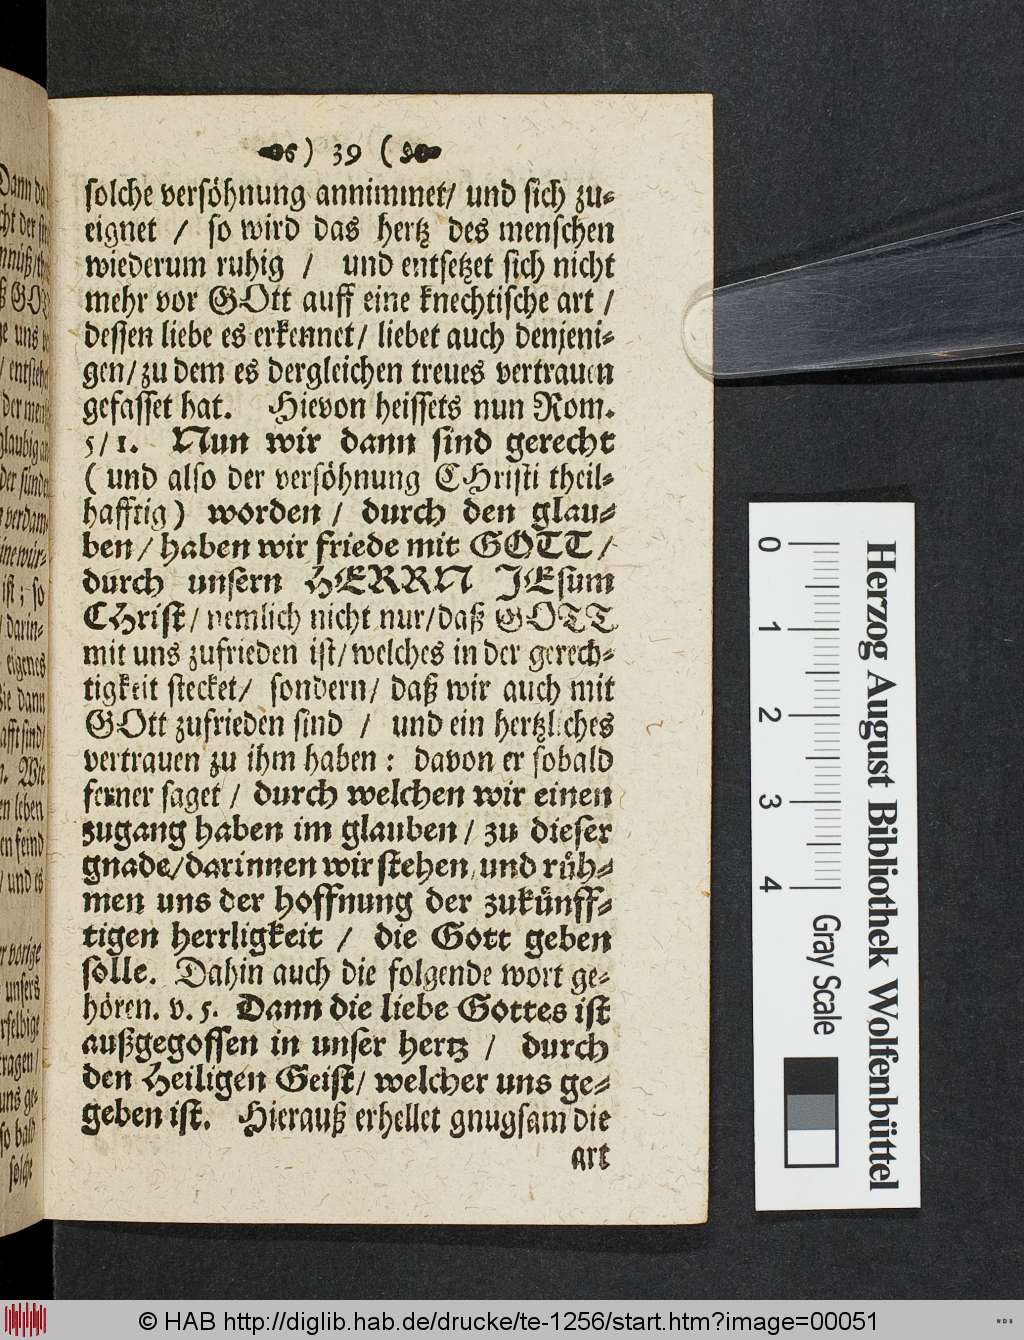 ) 39 (
solche versöhnung annimmet/ und sich zu⸗
eignet / so wird das hertz des menschen
wiederum ruhig / und entsetzet sich nicht
mehr vor GOtt auff eine knechtische art /
dessen liebe es erkennet/ liebet auch denjeni⸗
gen/ zu dem es dergleichen treues vertrauen
gefasset hat. Hievon heissets nun Rom.
5/ 1. Nun wir dann sind gerecht
( und also der versöhnung CHristi theil⸗
hafftig ) worden / durch den glau⸗
ben / haben wir friede mit GOTT /
durch unsern HERRN JEsum
CHrist/ nemlich nicht nur/ daß GOTT
mit uns zufrieden ist/ welches in der gerech⸗
tigkeit stecket/ sondern/ daß wir auch mit
GOtt zufrieden sind / und ein hertzliches
vertrauen zu ihm haben : davon er sobald
ferner saget / durch welchen wir einen
zugang haben im glauben / zu dieser
gnade/ darinnen wir stehen, und růh⸗
men uns der hoffnung der zukůnff⸗
tigen herrligkeit / die Gott geben
solle. Dahin auch die folgende wort ge⸗
hören. v. 5. Dann die liebe Gottes ist
außgegossen in unser hertz / durch
den Heiligen Geist/ welcher uns ge⸗
geben ist. Hierauß erhellet gnugsam die
art
Herzog August Bibliothek Wolfenbüttel
0 1 2 3 4 Gray Scale
© HAB http://diglib.hab.de/drucke/te-1256/start.htm?image=00051